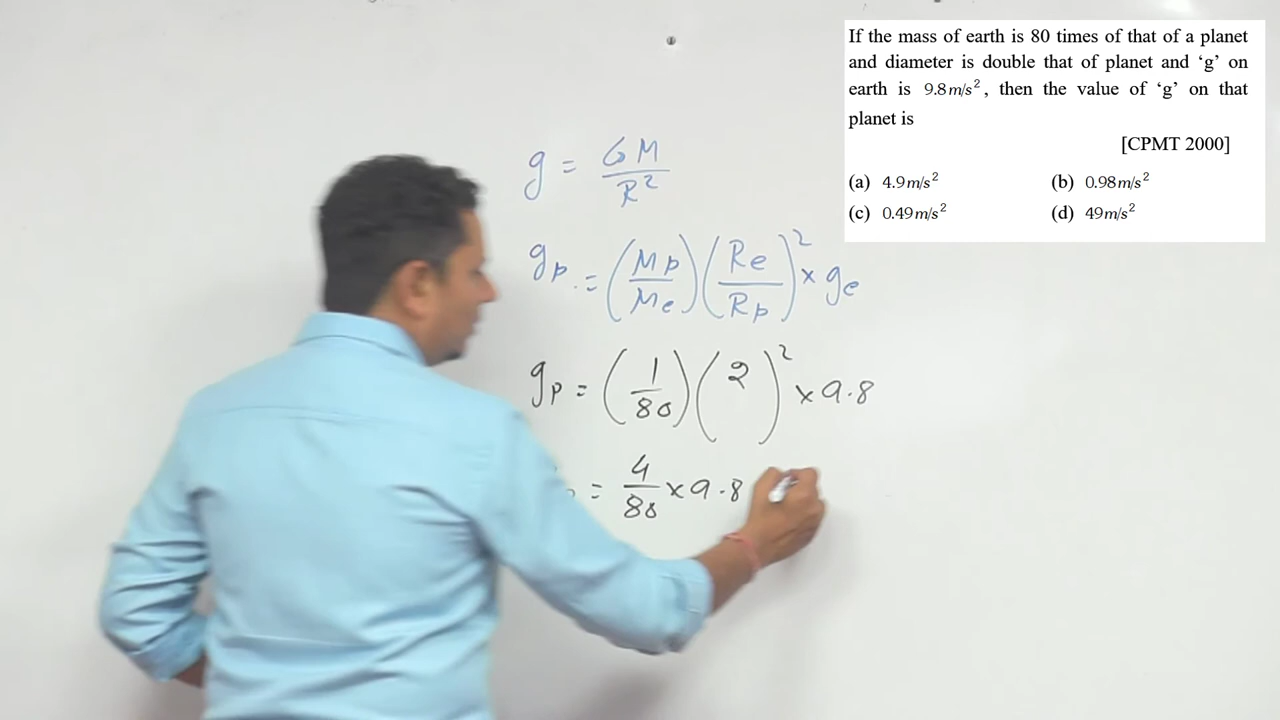 If the mass of earth is 80 times of that of a planet
and diameter is double that of planet and ‘g’ on
earth is 9.8m/s², then the value of ‘g’ on that
planet is
[CPMT 2000]
(a) 4.9m/s² (b) 0.98m/s²
(c) 0.49m/s² (d) 49m/s²
g = GM/R²
gp = (Mp/Me)(Re/Rp)² × ge
gp = (1/80)(2)² × 9.8
= 4/80 × 9.8